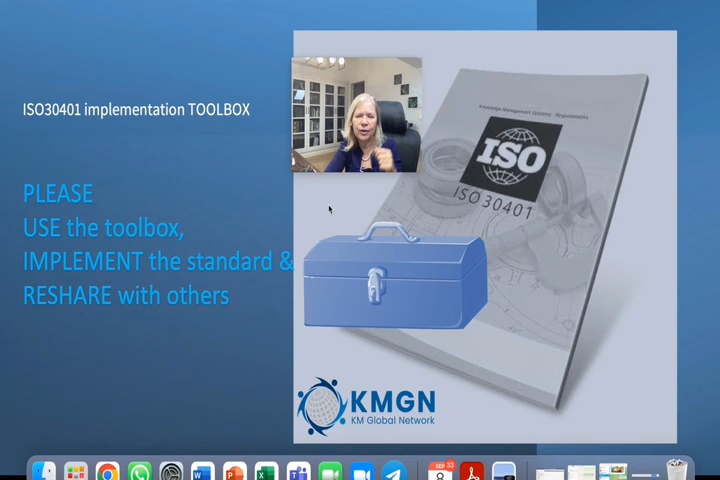 ISO30401 implementation TOOLBOX
PLEASE
USE the toolbox,
IMPLEMENT the standard &
RESHARE with others
Knowledge Management Systems - Requirements
ISO
ISO 30401
KMGN
KM Global Network
SEP